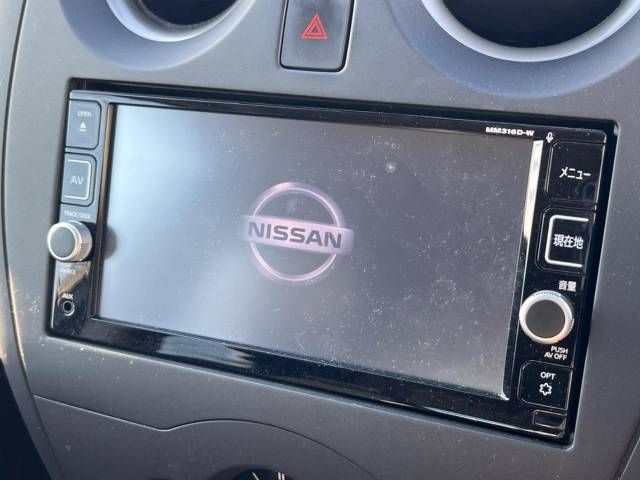 OPEN
MM316D-W
AV
メニュー
TRACK/SEEK
NISSAN
現在地
音量
AUX
PUSH
AV OFF
OPT